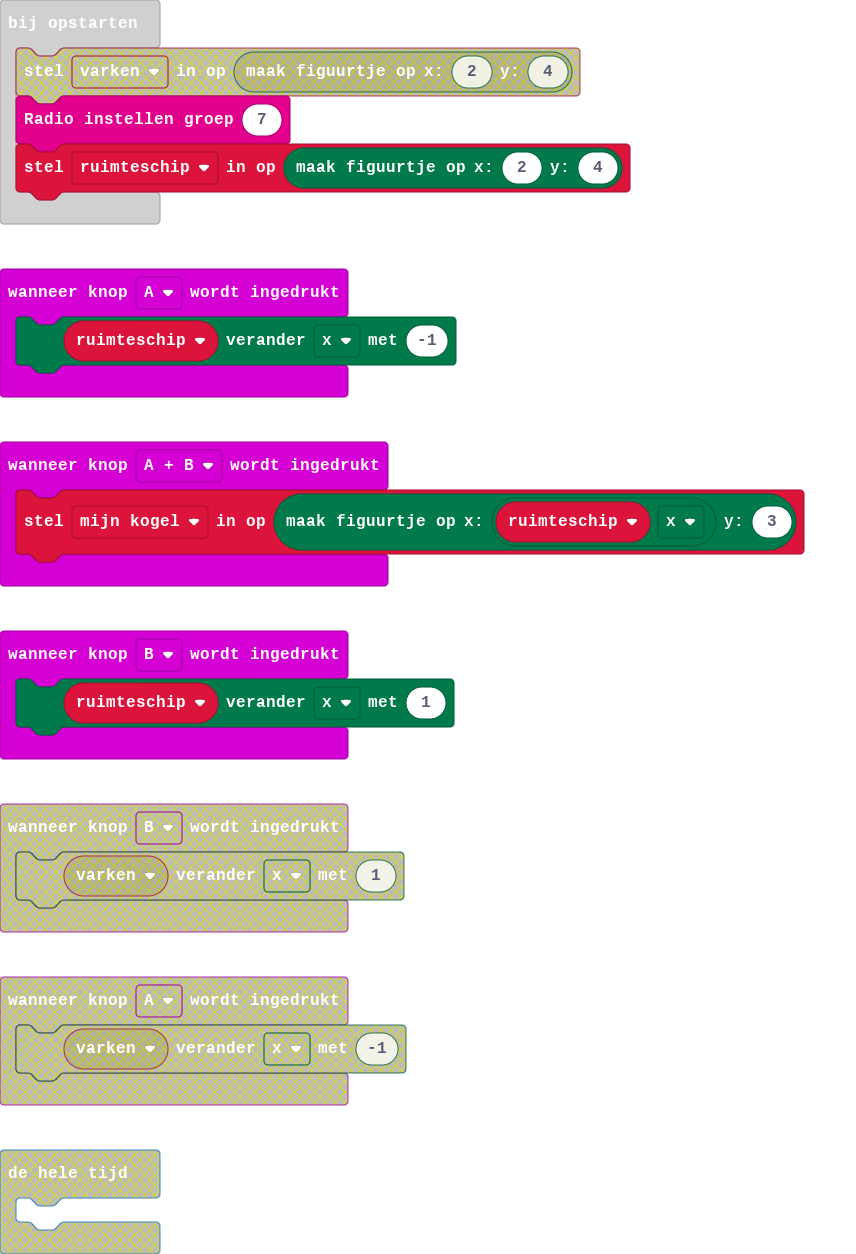 bij opstarten
stel varken in op maak figuurtje op x: 2 y: 4
Radio instellen groep 7
stel ruimteschip in op maak figuurtje op x: 2 y: 4
wanneer knop A wordt ingedrukt
ruimteschip verander x met -1
wanneer knop A + B wordt ingedrukt
stel mijn kogel in op maak figuurtje op x: ruimteschip x y: 3
wanneer knop B wordt ingedrukt
ruimteschip verander x met 1
wanneer knop B wordt ingedrukt
varken verander x met 1
wanneer knop A wordt ingedrukt
varken verander x met -1
de hele tijd